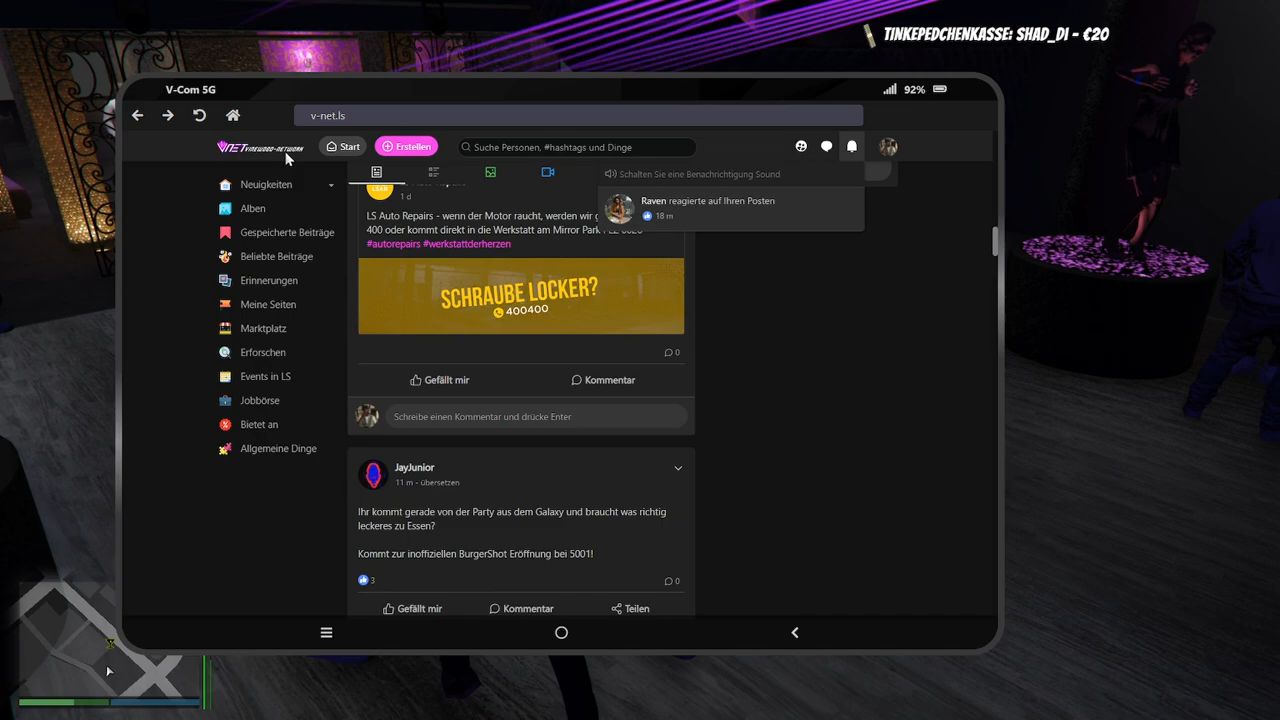 TINKEPEDCHENKASSE: SHAD_DI - €20
V-Com 5G
92%
v-net.ls
VNET VINEWOOD-NETWORK
Start
Erstellen
Suche Personen, #hashtags und Dinge
Neuigkeiten
Alben
Gespeicherte Beiträge
Beliebte Beiträge
Erinnerungen
Meine Seiten
Marktplatz
Erforschen
Events in LS
Jobbörse
Bietet an
Allgemeine Dinge
Schalten Sie eine Benachrichtigung Sound
Raven reagierte auf Ihren Posten
18 m
1 d
LS Auto Repairs - wenn der Motor raucht, werden wir
400 oder kommt direkt in die Werkstatt am Mirror Park
#autorepairs #werkstattderherzen
SCHRAUBE LOCKER?
400400
0
Gefällt mir
Kommentar
Schreibe einen Kommentar und drücke Enter
JayJunior
11 m - übersetzen
Ihr kommt gerade von der Party aus dem Galaxy und braucht was richtig
leckeres zu Essen?
Kommt zur inoffiziellen BurgerShot Eröffnung bei 5001!
3
0
Gefällt mir
Kommentar
Teilen